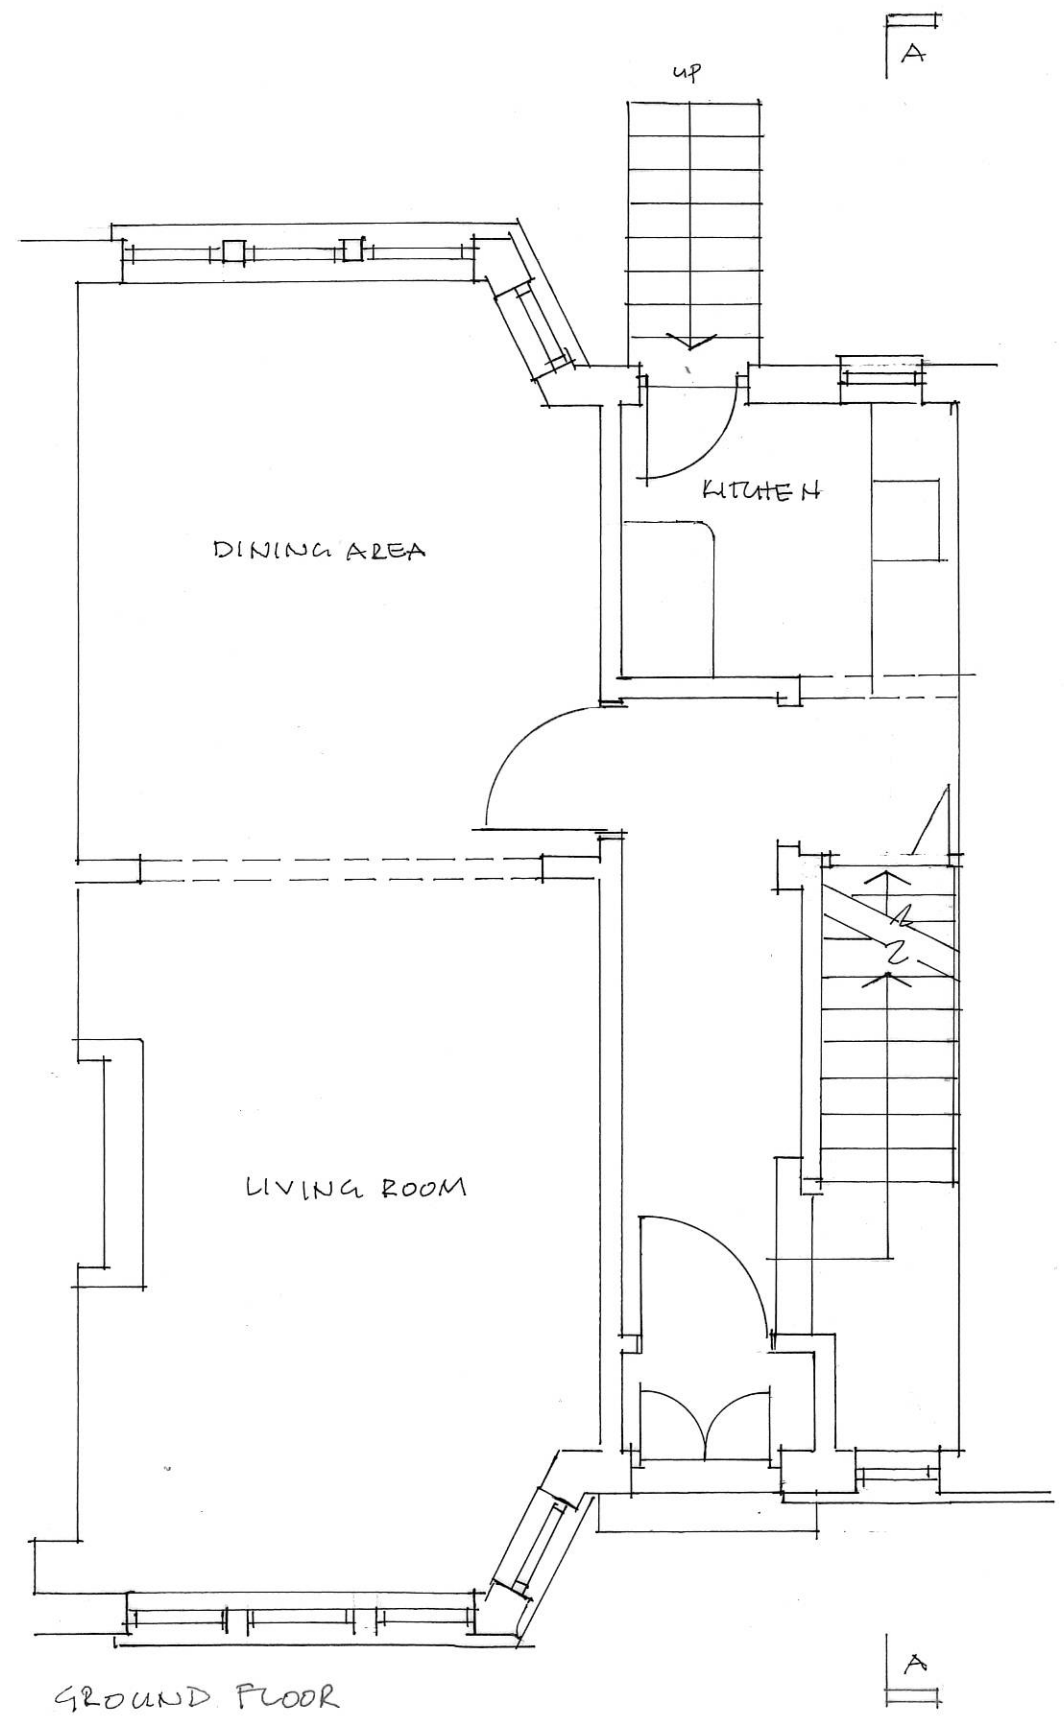 A
UP
KITCHEN
DINING AREA
LIVING ROOM
A
GROUND FLOOR